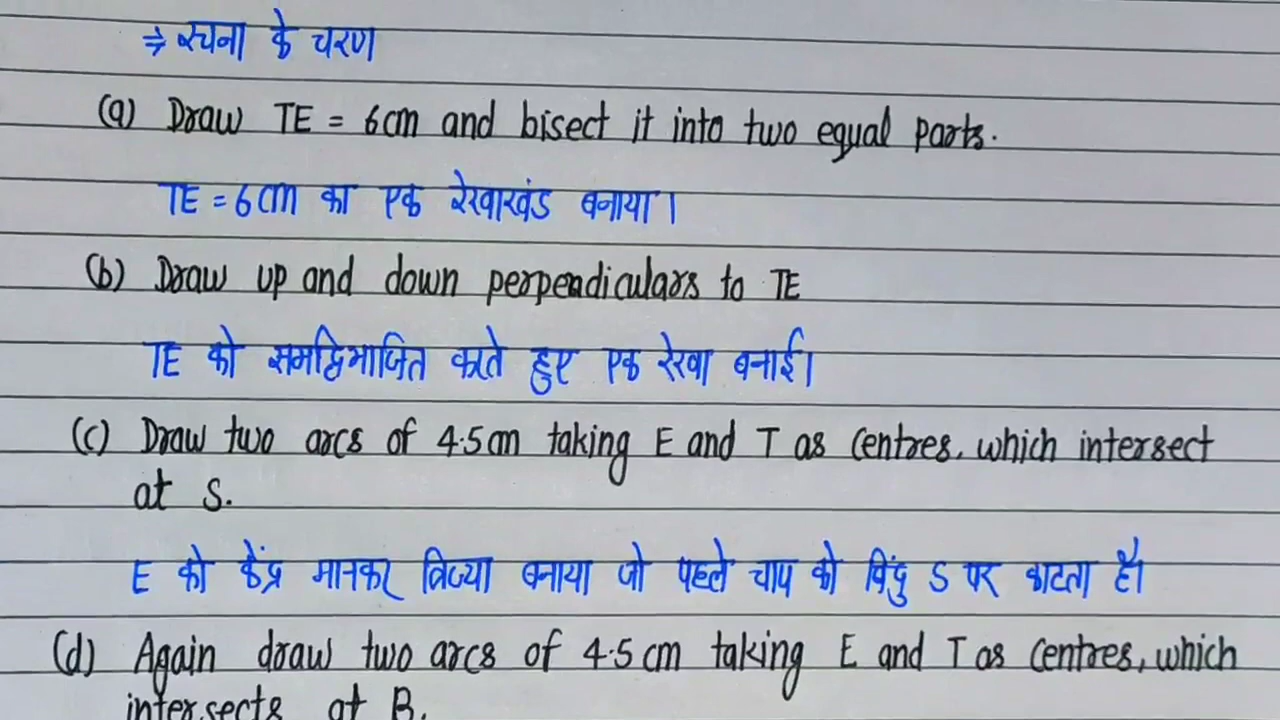 ⇒ रचना के चरण
(a) Draw TE = 6cm and bisect it into two equal parts.
TE = 6cm का एक रेखाखंड बनाया।
(b) Draw up and down perpendiculars to TE
TE को समद्विभाजित करते हुए एक रेखा बनाई।
(c) Draw two arcs of 4.5cm taking E and T as Centres, which intersect
at S.
E को केंद्र मानकर त्रिज्या बनाया जो पहले चाप को बिंदु S पर काटता है।
(d) Again draw two arcs of 4.5cm taking E and T as Centres, which
intersects at B.